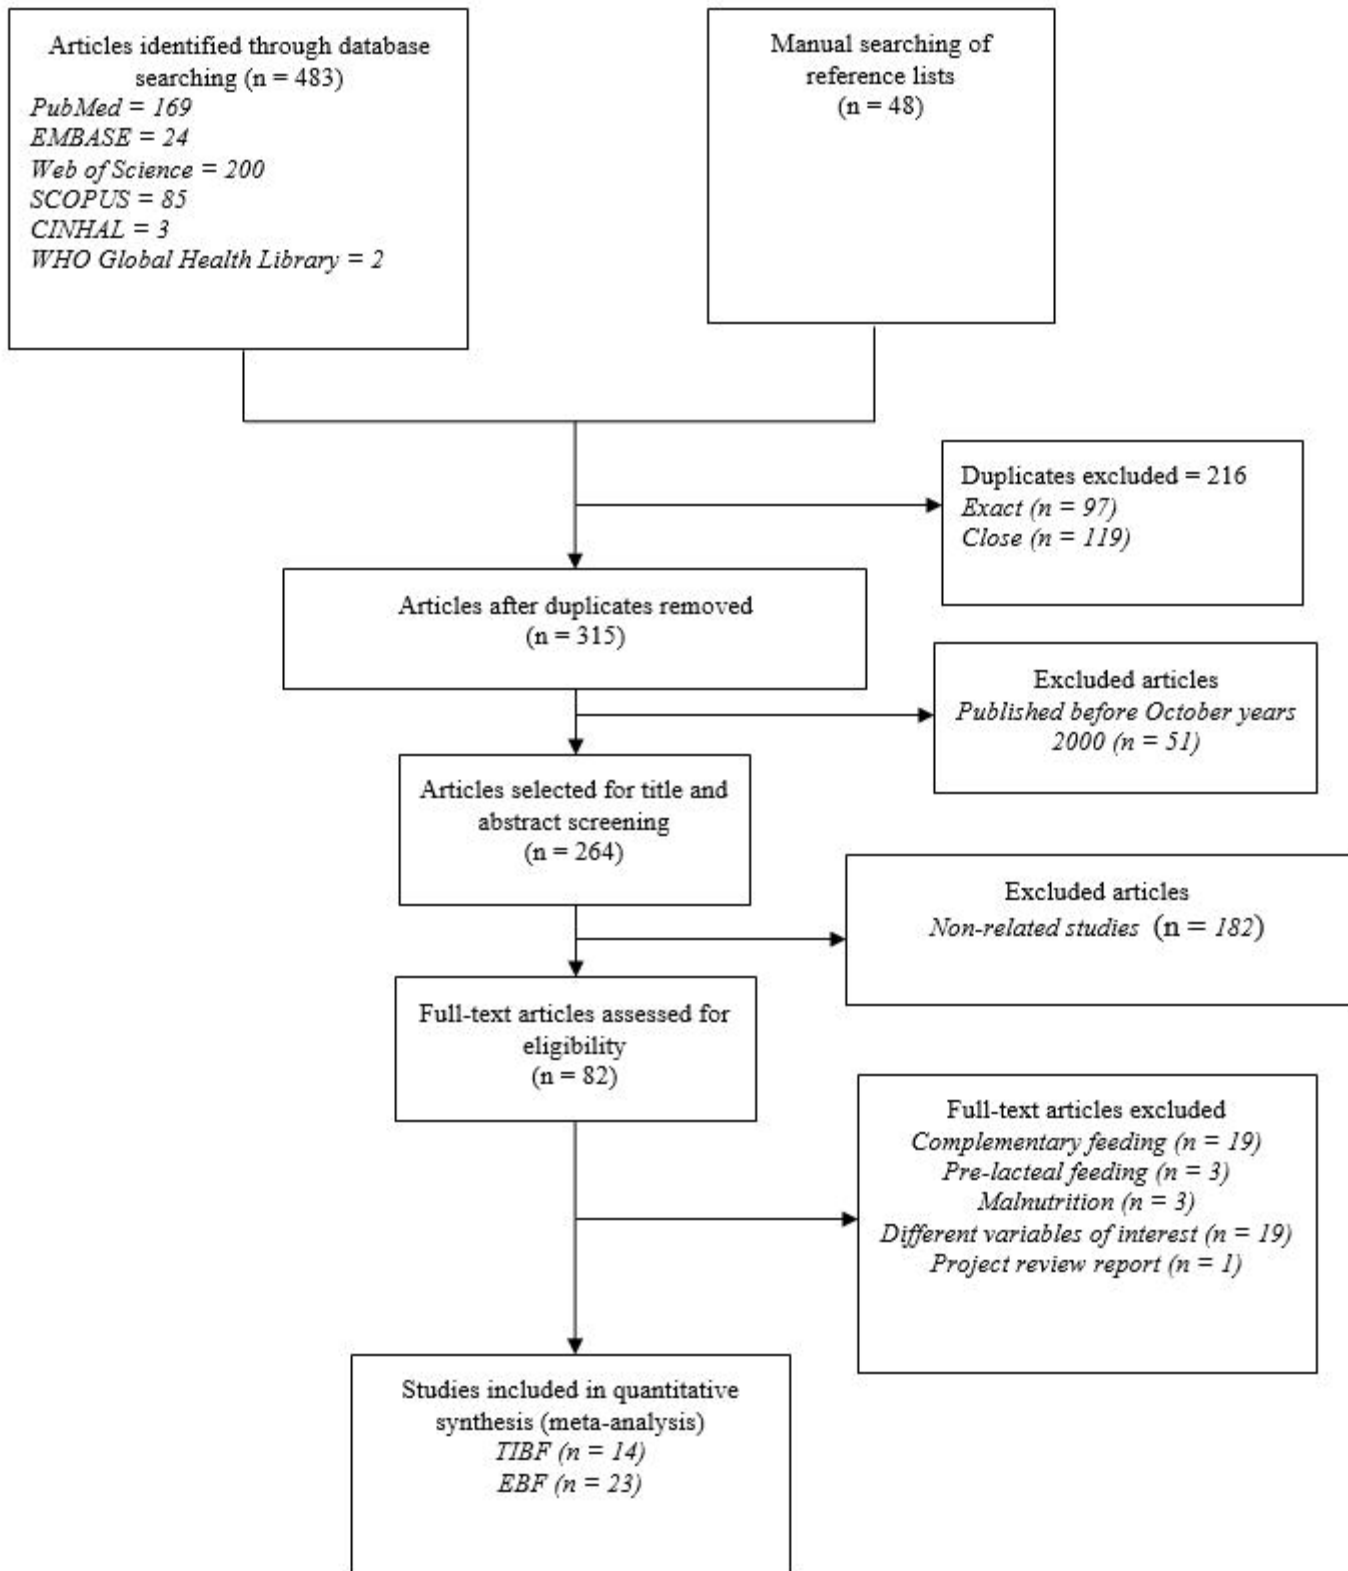 Articles identified through database
searching (n = 483)
PubMed = 169
EMBASE = 24
Web of Science = 200
SCOPUS = 85
CINHAL = 3
WHO Global Health Library = 2
Manual searching of
reference lists
(n = 48)
Duplicates excluded = 216
Exact (n = 97)
Close (n = 119)
Articles after duplicates removed
(n = 315)
Excluded articles
Published before October years
2000 (n = 51)
Articles selected for title and
abstract screening
(n = 264)
Excluded articles
Non-related studies (n = 182)
Full-text articles assessed for
eligibility
(n = 82)
Full-text articles excluded
Complementary feeding (n = 19)
Pre-lacteal feeding (n = 3)
Malnutrition (n = 3)
Different variables of interest (n = 19)
Project review report (n = 1)
Studies included in quantitative
synthesis (meta-analysis)
TIBF (n = 14)
EBF (n = 23)